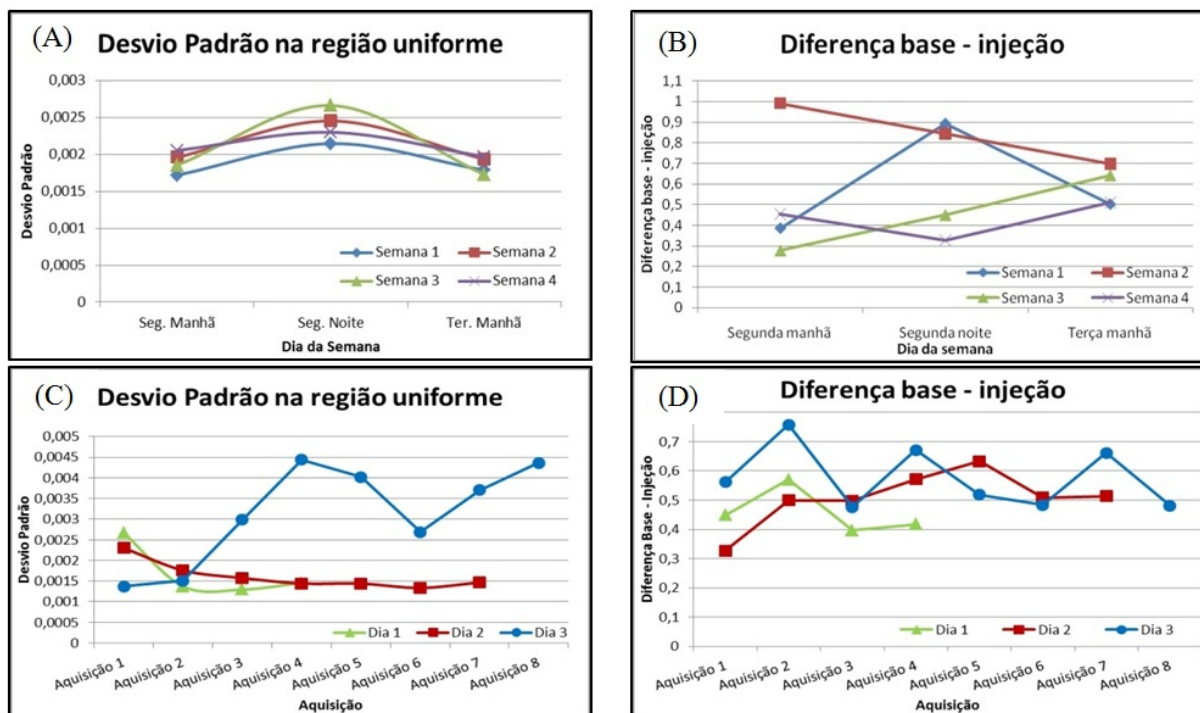 (A) Desvio Padrão na região uniforme
0,003
0,0025
0,002
0,0015
0,001
0,0005
0
Desvio Padrão
Semana 1 Semana 2
Semana 3 Semana 4
Seg. Manhã Seg. Noite Ter. Manhã
Dia da Semana
(B) Diferença base - injeção
1,1
1
0,9
0,8
0,7
0,6
0,5
0,4
0,3
0,2
0,1
0
Diferença base - injeção
Semana 1 Semana 2
Semana 3 Semana 4
Segunda manhã Segunda noite Terça manhã
Dia da semana
(C) Desvio Padrão na região uniforme
0,005
0,0045
0,004
0,0035
0,003
0,0025
0,002
0,0015
0,001
0,0005
0
Desvio Padrão
Dia 1 Dia 2 Dia 3
Aquisição 1 Aquisição 2 Aquisição 3 Aquisição 4 Aquisição 5 Aquisição 6 Aquisição 7 Aquisição 8
Aquisição
(D) Diferença base - injeção
0,7
0,6
0,5
0,4
0,3
0,2
0,1
0
Diferença Base - Injeção
Dia 1 Dia 2 Dia 3
Aquisição 1 Aquisição 2 Aquisição 3 Aquisição 4 Aquisição 5 Aquisição 6 Aquisição 7 Aquisição 8
Aquisição